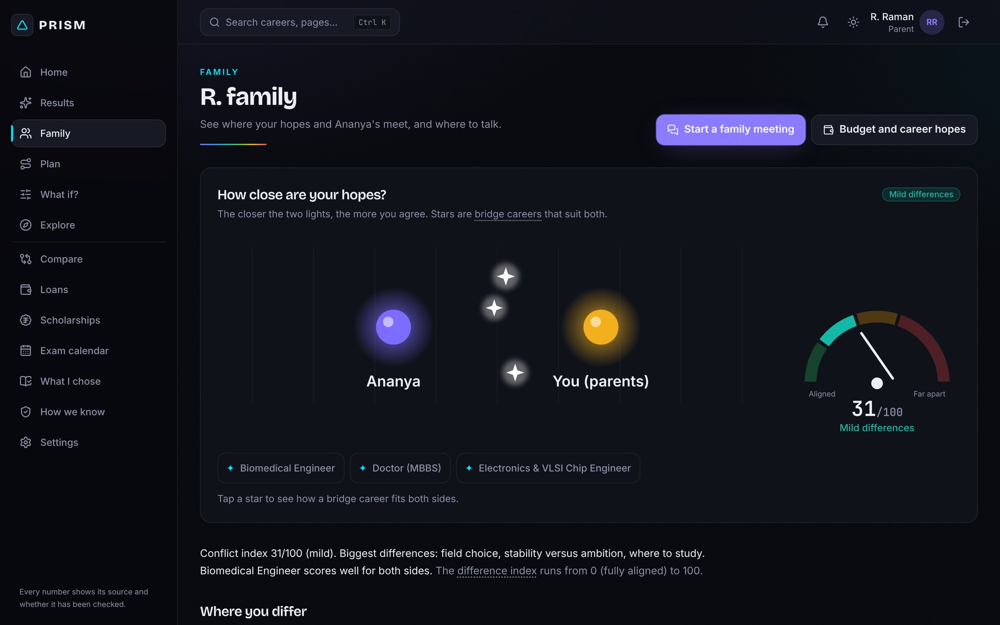 PRISM
Search careers, pages...
Ctrl K
R. Raman
Parent
RR
Home
Results
Family
Plan
What if?
Explore
Compare
Loans
Scholarships
Exam calendar
What I chose
How we know
Settings
Every number shows its source and
whether it has been checked.
FAMILY
R. family
See where your hopes and Ananya's meet, and where to talk.
Start a family meeting
Budget and career hopes
How close are your hopes?
Mild differences
The closer the two lights, the more you agree. Stars are bridge careers that suit both.
Ananya
You (parents)
Aligned
Far apart
31/100
Mild differences
Biomedical Engineer
Doctor (MBBS)
Electronics & VLSI Chip Engineer
Tap a star to see how a bridge career fits both sides.
Conflict index 31/100 (mild). Biggest differences: field choice, stability versus ambition, where to study.
Biomedical Engineer scores well for both sides. The difference index runs from 0 (fully aligned) to 100.
Where you differ